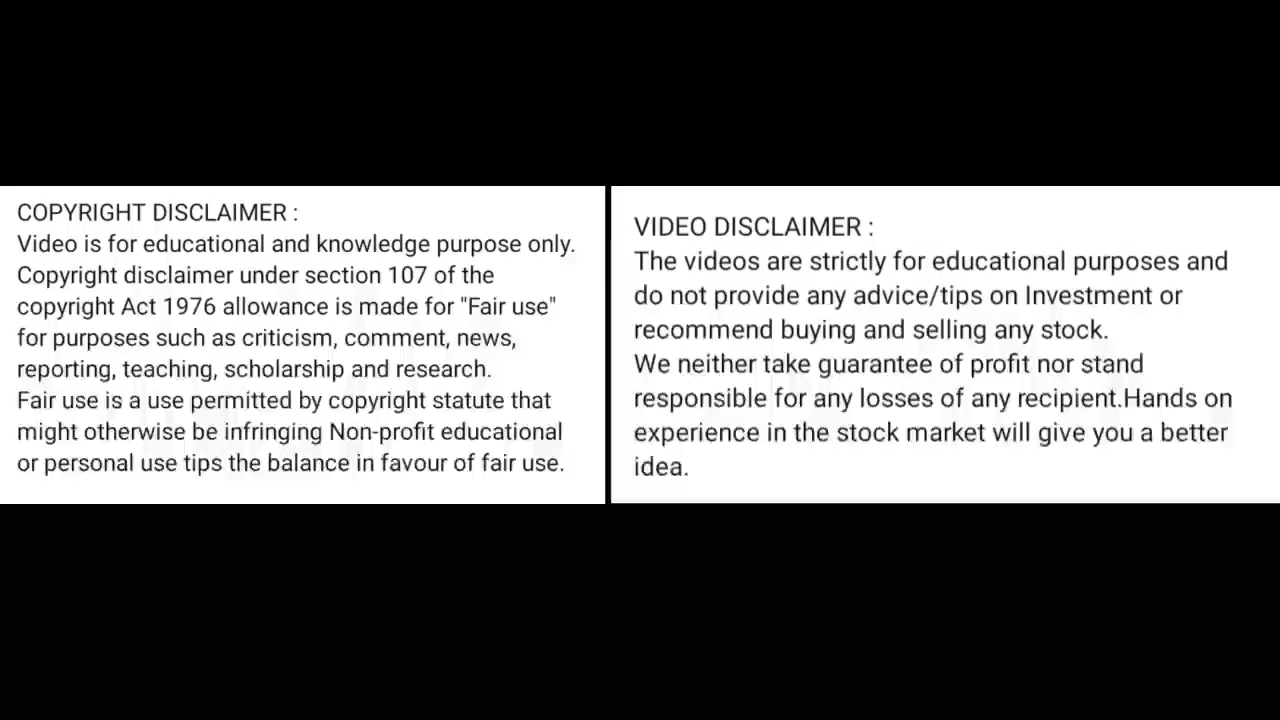 COPYRIGHT DISCLAIMER :
Video is for educational and knowledge purpose only.
Copyright disclaimer under section 107 of the
copyright Act 1976 allowance is made for "Fair use"
for purposes such as criticism, comment, news,
reporting, teaching, scholarship and research.
Fair use is a use permitted by copyright statute that
might otherwise be infringing Non-profit educational
or personal use tips the balance in favour of fair use.
VIDEO DISCLAIMER :
The videos are strictly for educational purposes and
do not provide any advice/tips on Investment or
recommend buying and selling any stock.
We neither take guarantee of profit nor stand
responsible for any losses of any recipient.Hands on
experience in the stock market will give you a better
idea.